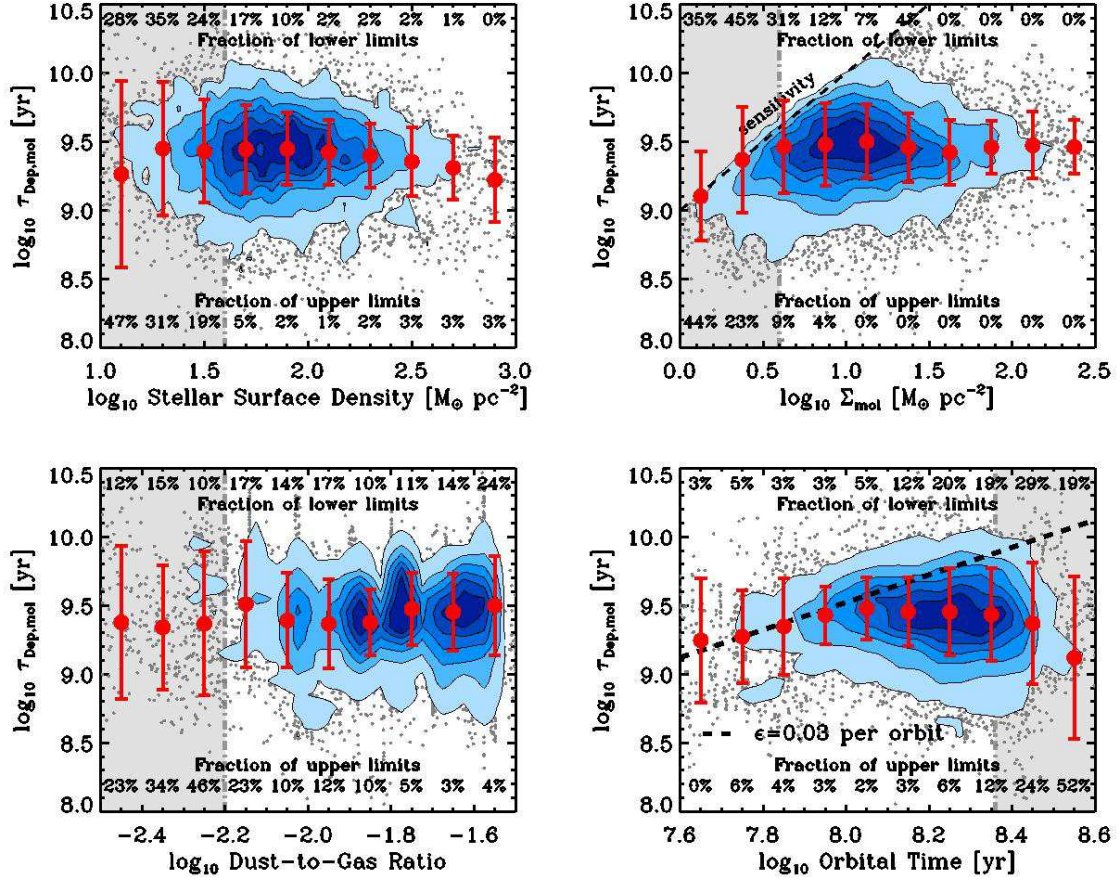 28% 35% 24% 17% 10% 2% 2% 2% 1% 0%
Fraction of lower limits
10.5
10.0
9.5
9.0
8.5
8.0
log₁₀ τ_Dep,mol [yr]
Fraction of upper limits
47% 31% 19% 5% 2% 1% 2% 3% 3% 3%
1.0 1.5 2.0 2.5 3.0
log₁₀ Stellar Surface Density [M⊙ pc⁻²]
35% 45% 31% 12% 7% 4% 0% 0% 0% 0%
Fraction of lower limits
sensitivity
10.5
10.0
9.5
9.0
8.5
8.0
log₁₀ τ_Dep,mol [yr]
Fraction of upper limits
44% 23% 9% 4% 0% 0% 0% 0% 0% 0%
0.0 0.5 1.0 1.5 2.0 2.5
log₁₀ Σ_mol [M⊙ pc⁻²]
12% 15% 10% 17% 14% 17% 10% 11% 14% 24%
Fraction of lower limits
10.5
10.0
9.5
9.0
8.5
8.0
log₁₀ τ_Dep,mol [yr]
Fraction of upper limits
23% 34% 46% 23% 10% 12% 10% 5% 3% 4%
−2.4 −2.2 −2.0 −1.8 −1.6
log₁₀ Dust−to−Gas Ratio
3% 5% 3% 3% 5% 12% 20% 19% 29% 19%
Fraction of lower limits
10.5
10.0
9.5
9.0
8.5
8.0
log₁₀ τ_Dep,mol [yr]
ϵ=0.03 per orbit
Fraction of upper limits
0% 6% 4% 3% 2% 3% 6% 12% 24% 52%
7.6 7.8 8.0 8.2 8.4 8.6
log₁₀ Orbital Time [yr]